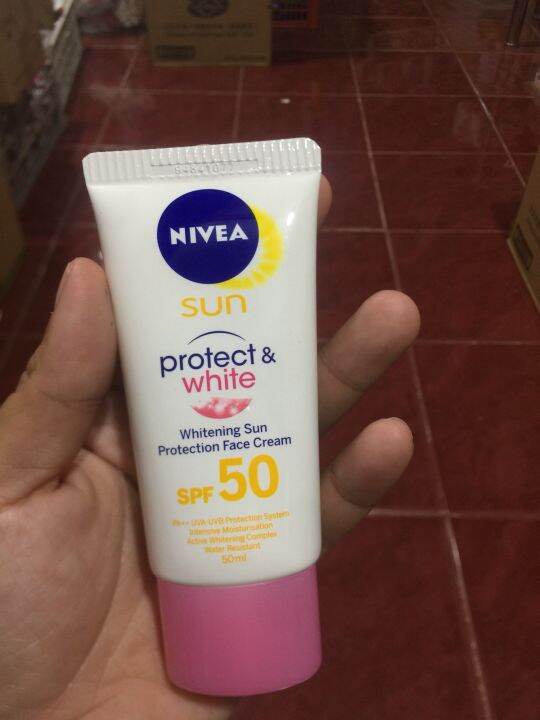 NIVEA
sun
protect &
white
Whitening Sun
Protection Face Cream
SPF 50
PA++ UVA-UVB Protection System
Intensive Moisturisation
Active Whitening Complex
Water Resistant
50ml